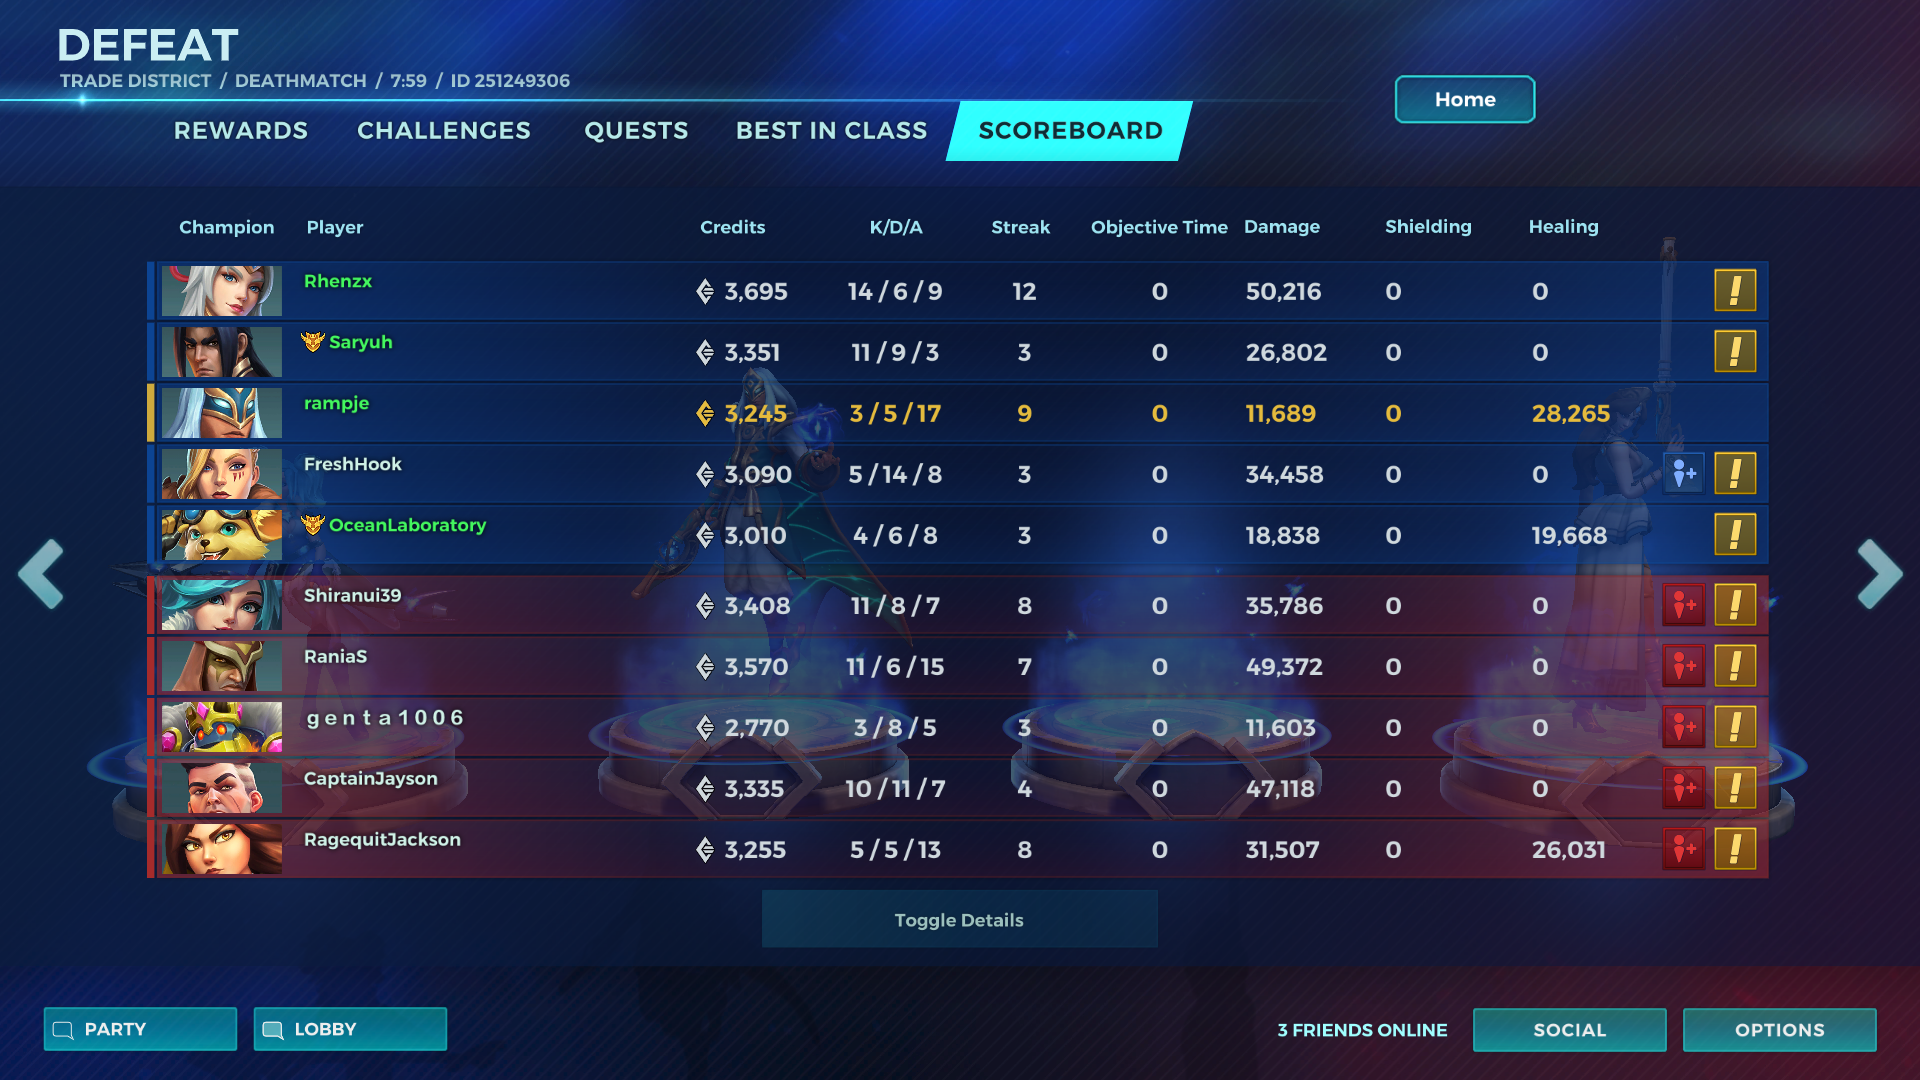 DEFEAT
TRADE DISTRICT / DEATHMATCH / 7:59 / ID 251249306
Home
REWARDS CHALLENGES QUESTS BEST IN CLASS SCOREBOARD
Champion Player Credits K/D/A Streak Objective Time Damage Shielding Healing
Rhenzx 3,695 14 / 6 / 9 12 0 50,216 0 0
Saryuh 3,351 11 / 9 / 3 3 0 26,802 0 0
rampje 3,245 3 / 5 / 17 9 0 11,689 0 28,265
FreshHook 3,090 5 / 14 / 8 3 0 34,458 0 0
OceanLaboratory 3,010 4 / 6 / 8 3 0 18,838 0 19,668
Shiranui39 3,408 11 / 8 / 7 8 0 35,786 0 0
RaniaS 3,570 11 / 6 / 15 7 0 49,372 0 0
genta1006 2,770 3 / 8 / 5 3 0 11,603 0 0
CaptainJayson 3,335 10 / 11 / 7 4 0 47,118 0 0
RagequitJackson 3,255 5 / 5 / 13 8 0 31,507 0 26,031
Toggle Details
PARTY LOBBY 3 FRIENDS ONLINE SOCIAL OPTIONS